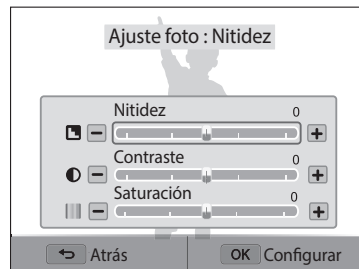 Ajuste foto : Nitidez
Nitidez 0
Contraste 0
Saturación 0
Atrás OK Configurar